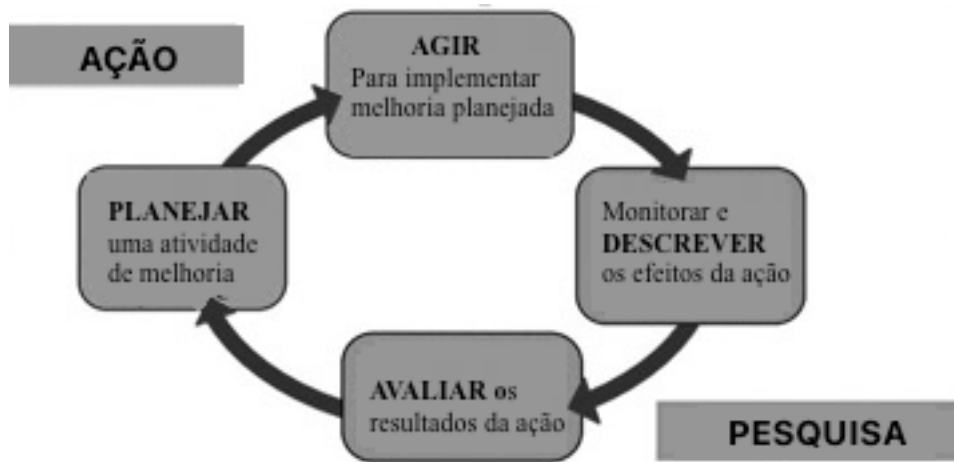 AÇÃO
AGIR
Para implementar
melhoria planejada
PLANEJAR
uma atividade
de melhoria
Monitorar e
DESCREVER
os efeitos da ação
AVALIAR os
resultados da ação
PESQUISA